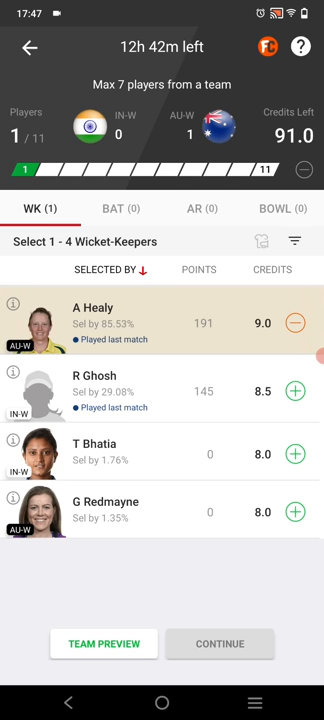 17:47
12h 42m left
FC
?
Max 7 players from a team
Players
1 / 11
IN-W
0
AU-W
1
Credits Left
91.0
1
11
WK (1)
BAT (0)
AR (0)
BOWL (0)
Select 1 - 4 Wicket-Keepers
SELECTED BY
POINTS
CREDITS
A Healy
Sel by 85.53%
Played last match
191
9.0
AU-W
R Ghosh
Sel by 29.08%
Played last match
145
8.5
IN-W
T Bhatia
Sel by 1.76%
0
8.0
IN-W
G Redmayne
Sel by 1.35%
0
8.0
AU-W
TEAM PREVIEW
CONTINUE